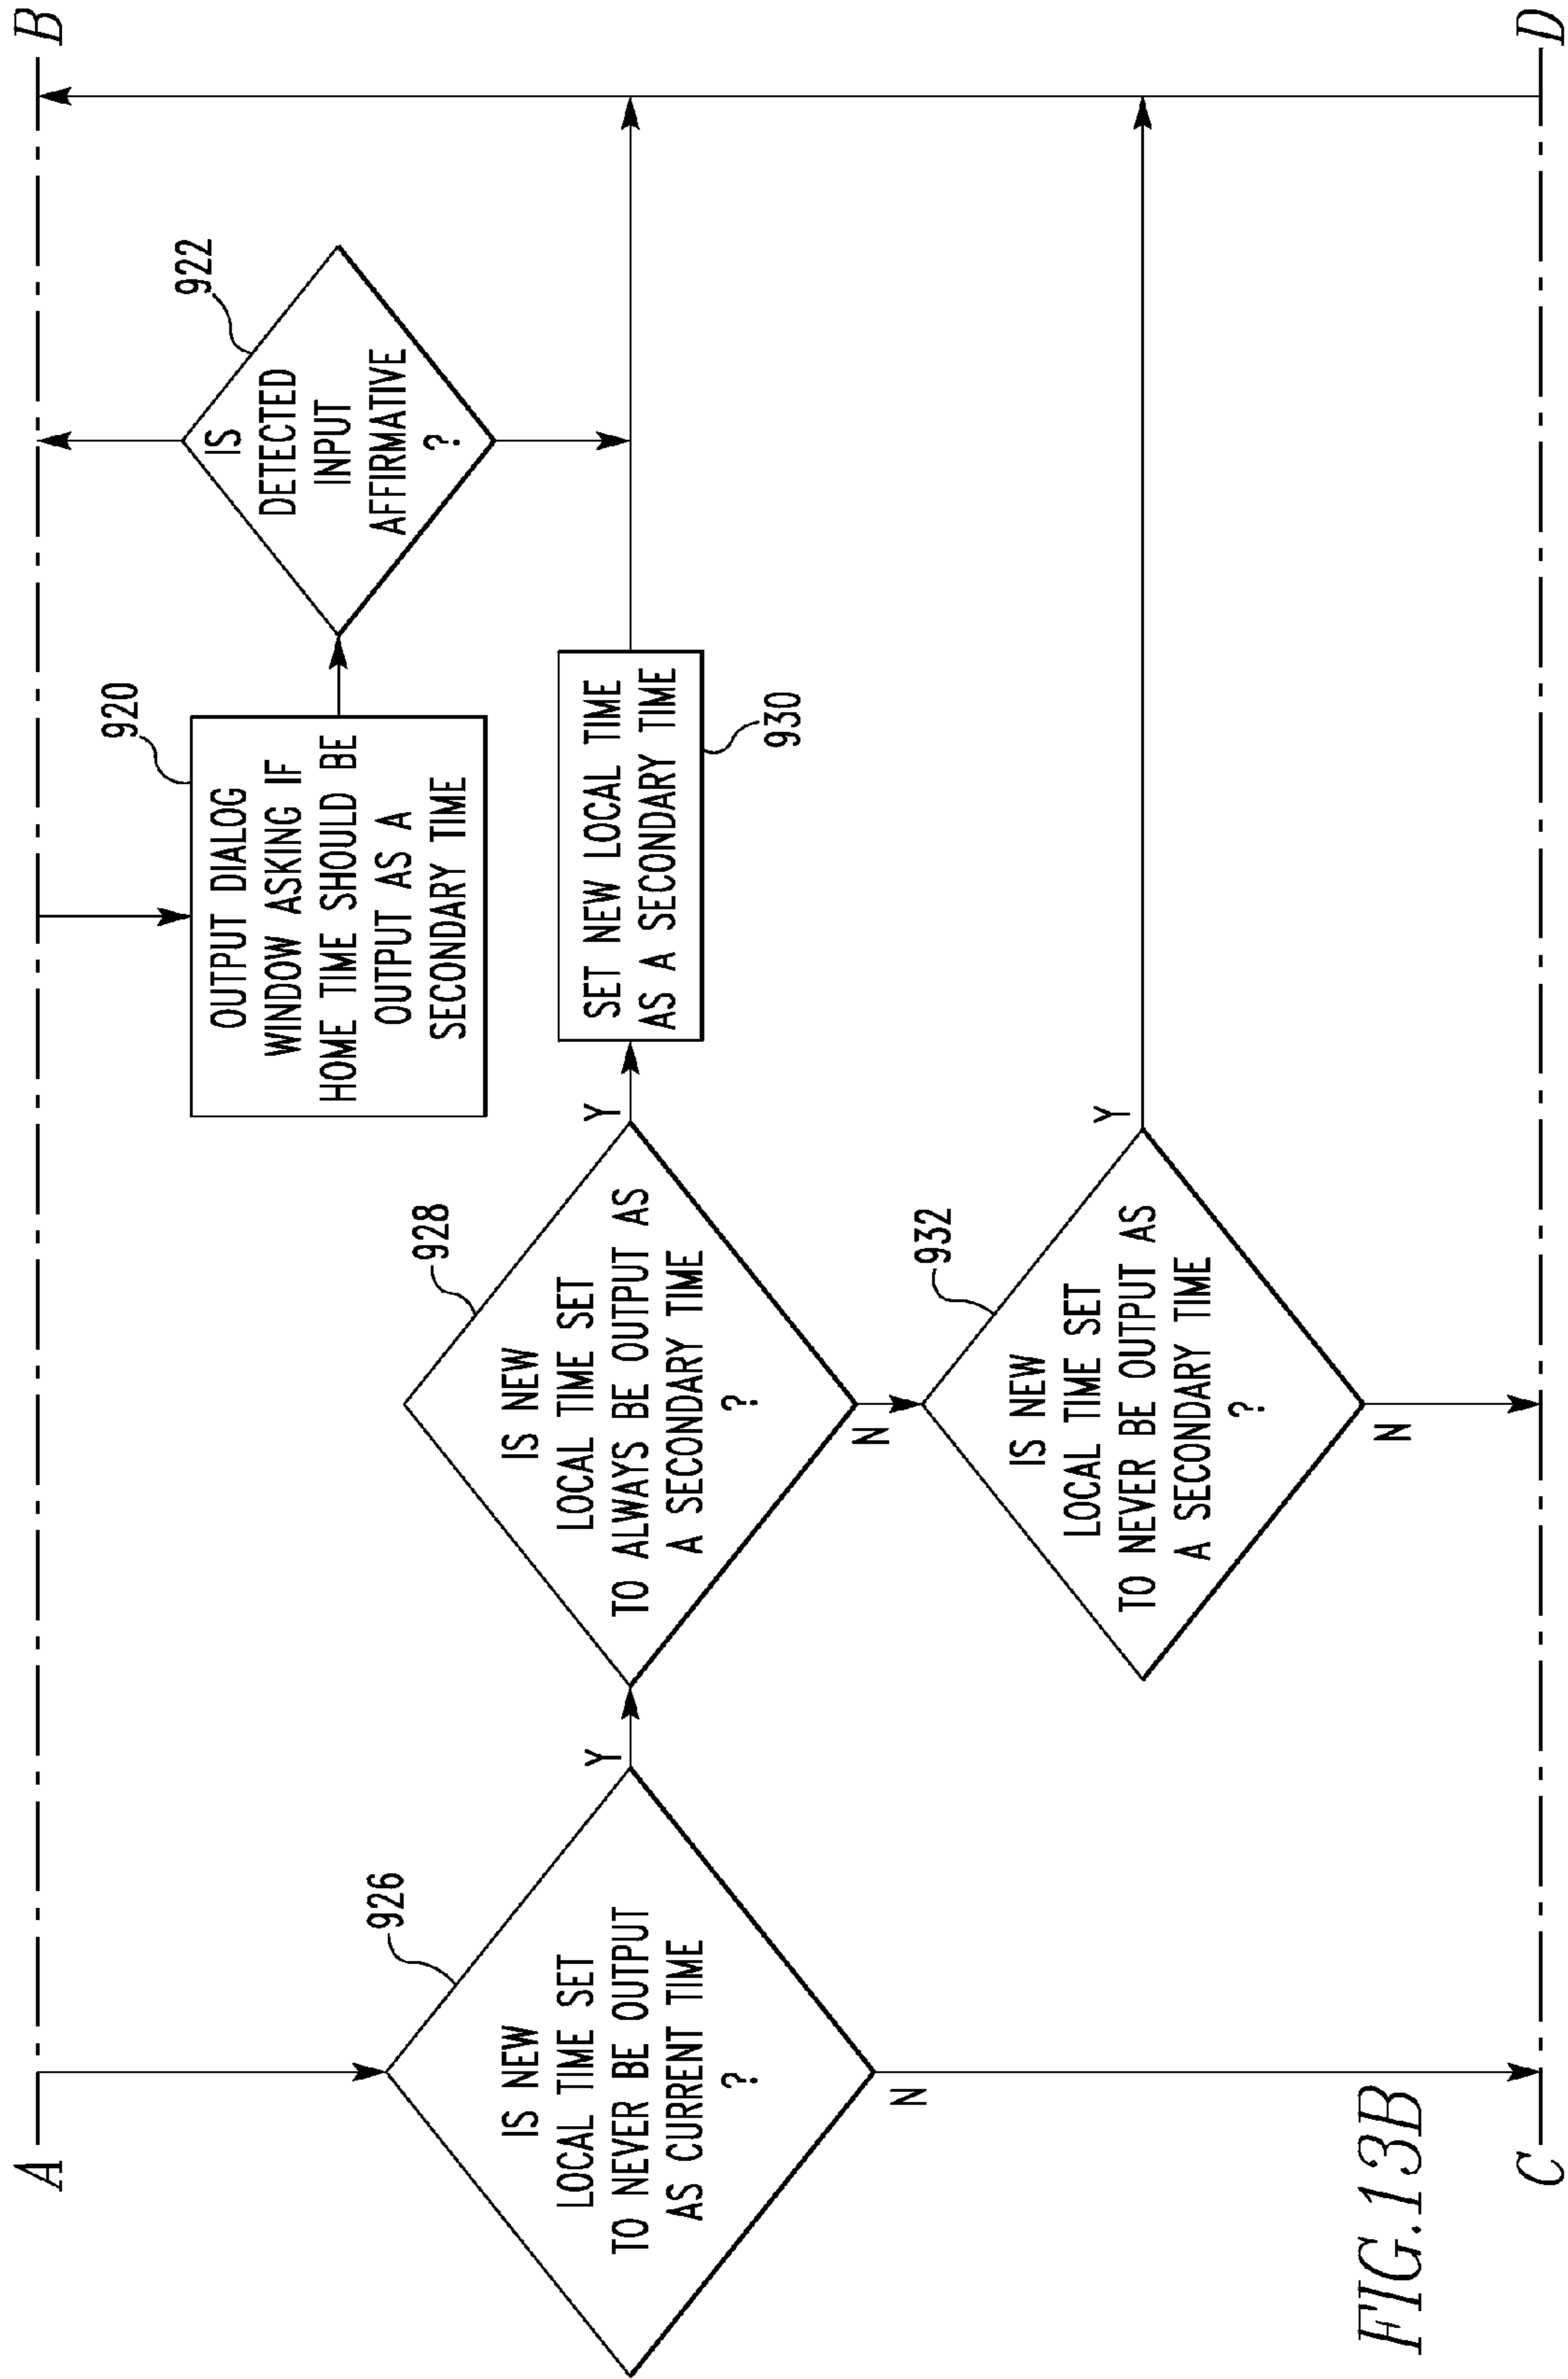 A
B
920
OUTPUT DIALOG
WINDOW ASKING IF
HOME TIME SHOULD BE
OUTPUT AS A
SECONDARY TIME
922
IS
DETECTED
INPUT
AFFIRMATIVE
?
926
IS NEW
LOCAL TIME SET
TO NEVER BE OUTPUT
AS CURRENT TIME
?
Y
N
928
IS NEW
LOCAL TIME SET
TO ALWAYS BE OUTPUT AS
A SECONDARY TIME
?
Y
N
SET NEW LOCAL TIME
AS A SECONDARY TIME
930
932
IS NEW
LOCAL TIME SET
TO NEVER BE OUTPUT AS
A SECONDARY TIME
?
Y
N
C
D
FIG.13B